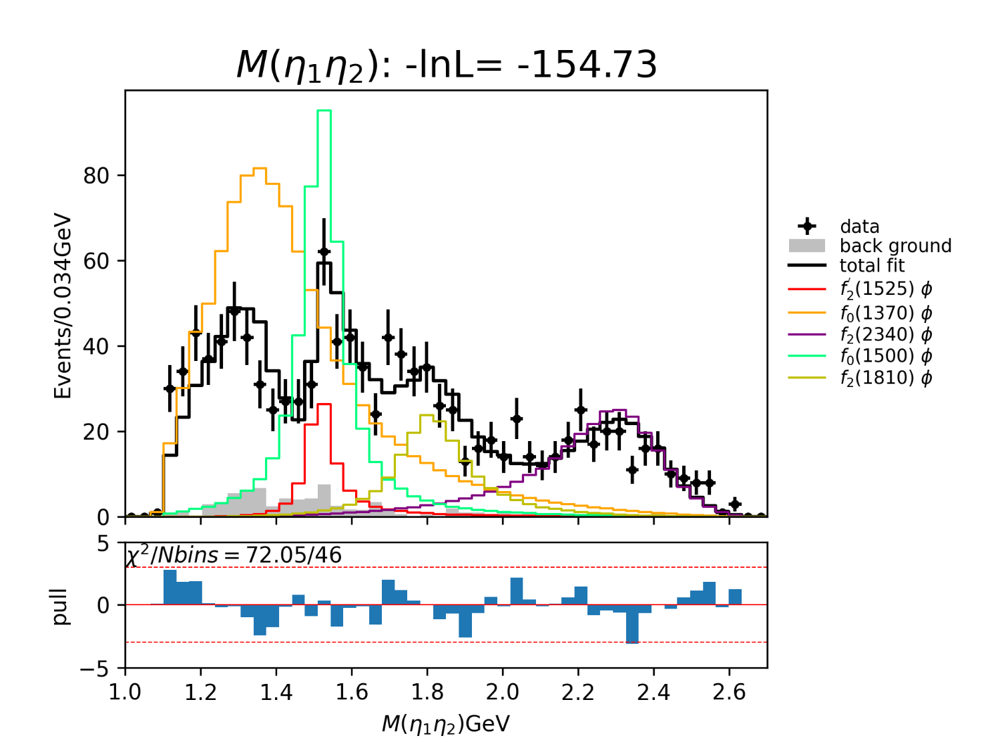 M(η₁η₂): -lnL= -154.73
Events/0.034GeV
80
60
40
20
0
data
back ground
total fit
f₂′(1525) ϕ
f₀(1370) ϕ
f₂(2340) ϕ
f₀(1500) ϕ
f₂(1810) ϕ
χ²/Nbins = 72.05/46
pull
5
0
−5
1.0 1.2 1.4 1.6 1.8 2.0 2.2 2.4 2.6
M(η₁η₂)GeV